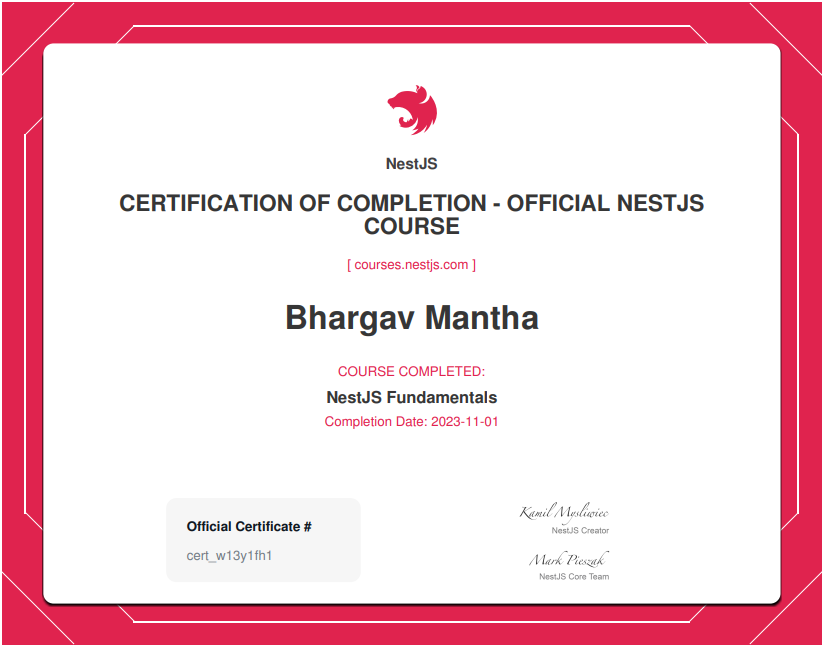 NestJS
CERTIFICATION OF COMPLETION - OFFICIAL NESTJS
COURSE
[ courses.nestjs.com ]
Bhargav Mantha
COURSE COMPLETED:
NestJS Fundamentals
Completion Date: 2023-11-01
Official Certificate #
cert_w13y1fh1
Kamil Mysliwiec
NestJS Creator
Mark Pieszak
NestJS Core Team